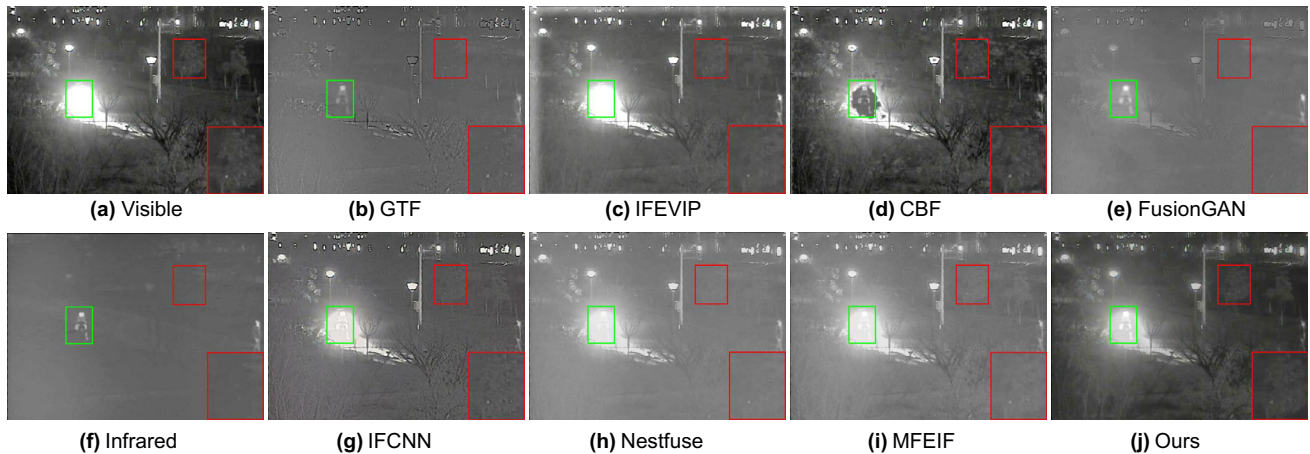 (a) Visible
(b) GTF
(c) IFEVIP
(d) CBF
(e) FusionGAN
(f) Infrared
(g) IFCNN
(h) Nestfuse
(i) MFEIF
(j) Ours